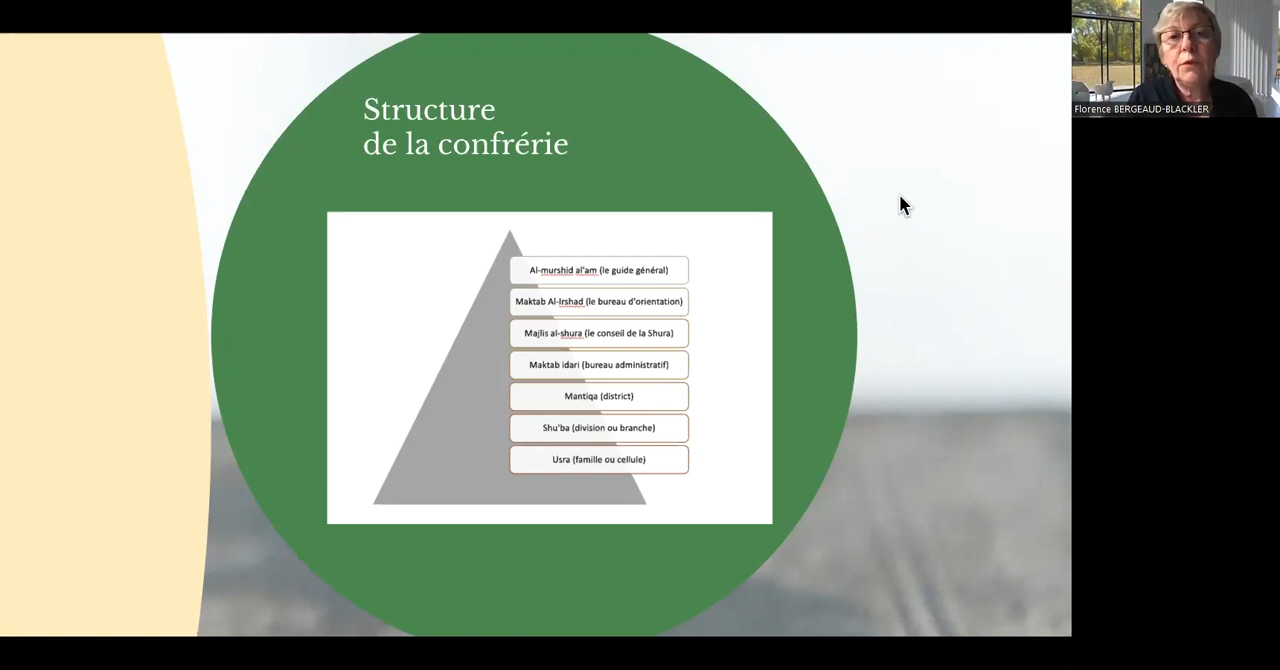 Structure
de la confrérie
Al-murshid al'am (le guide général)
Maktab Al-Irshad (le bureau d'orientation)
Majlis al-shura (le conseil de la Shura)
Maktab idari (bureau administratif)
Mantiqa (district)
Shu'ba (division ou branche)
Usra (famille ou cellule)
Florence BERGEAUD-BLACKLER